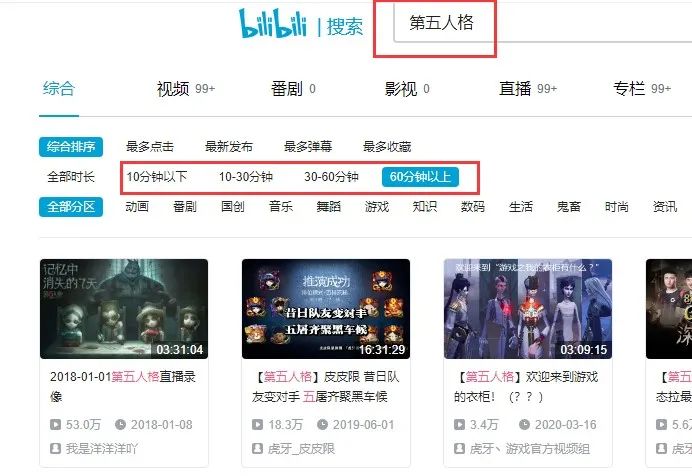 bilibili | 搜索 第五人格
综合 视频 99+ 番剧 0 影视 0 直播 99+ 专栏 99+
综合排序 最多点击 最新发布 最多弹幕 最多收藏
全部时长 10分钟以下 10-30分钟 30-60分钟 60分钟以上
全部分区 动画 番剧 国创 音乐 舞蹈 游戏 知识 数码 生活 鬼畜 时尚 资讯
记忆中
消失的7天
03:31:04
2018-01-01第五人格直播录
像
53.0万 2018-01-08
我是洋洋洋吖
推演成功
昔日队友变对手
五屠齐聚黑车候
16:31:29
【第五人格】皮皮限 昔日队
友变对手 五屠齐聚黑车候
18.3万 2019-06-01
虎牙_皮皮限
欢迎来到“游戏之我的衣柜有什么？”
03:09:15
【第五人格】欢迎来到游戏
的衣柜！（？？）
3.4万 2020-03-16
虎牙丶游戏官方视频组
深
【第
态拉最
5.6万
虎牙